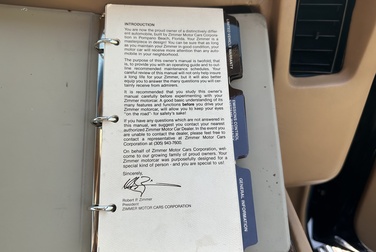 INTRODUCTION
You are now the proud owner of a distinctively differ-
ent automobile, built by Zimmer Motor Cars Corpora-
tion in Pompano Beach, Florida. Your Zimmer is a
masterpiece in design! You can be sure that as long
as you maintain your Zimmer in good condition, your
motor car will receive more attention than any auto-
mobile in your neighborhood.
The purpose of this owner's manual is twofold: that
is, to provide you with an operating guide and to out-
line recommended maintenance schedules. Your
careful review of this manual will not only help insure
a long life for your car, but it will also better
equip you to answer the many questions you will cer-
tainly receive from admirers.
It is recommended that you study this owner's
manual carefully before experimenting with your
Zimmer motorcar. A good basic understanding of its
many features and functions before you drive your
Zimmer motorcar, will allow you to keep your eyes
"on the road" for safety's sake!
If you have any questions which are not answered in
this manual, we suggest you contact your nearest
authorized Zimmer Motor Car Dealer. In the event you
are unable to contact the dealer, please feel free to
contact a representative at Zimmer Motor Cars
Corporation at (305) 943-7600.
On behalf of Zimmer Motor Cars Corporation, wel-
come to our growing family of proud owners. Your
Zimmer motorcar was purposely designed for a
special kind of person - and you are special to us!
Sincerely,
Robert P. Zimmer
President
ZIMMER MOTOR CARS CORPORATION
GENERAL INFORMATION